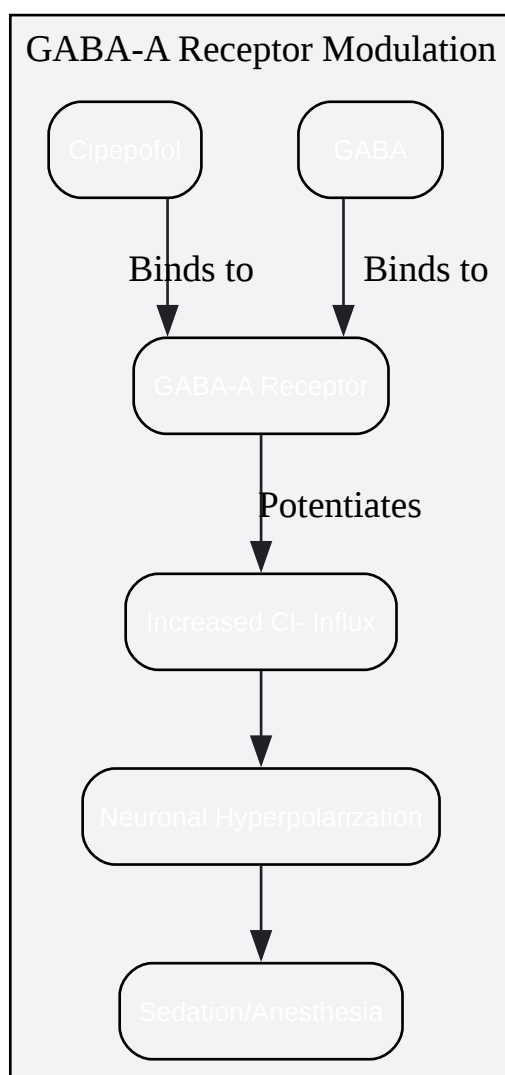 GABA-A Receptor Modulation
Cipepofol
GABA
Binds to
Binds to
GABA-A Receptor
Potentiates
Increased Cl- Influx
Neuronal Hyperpolarization
Sedation/Anesthesia